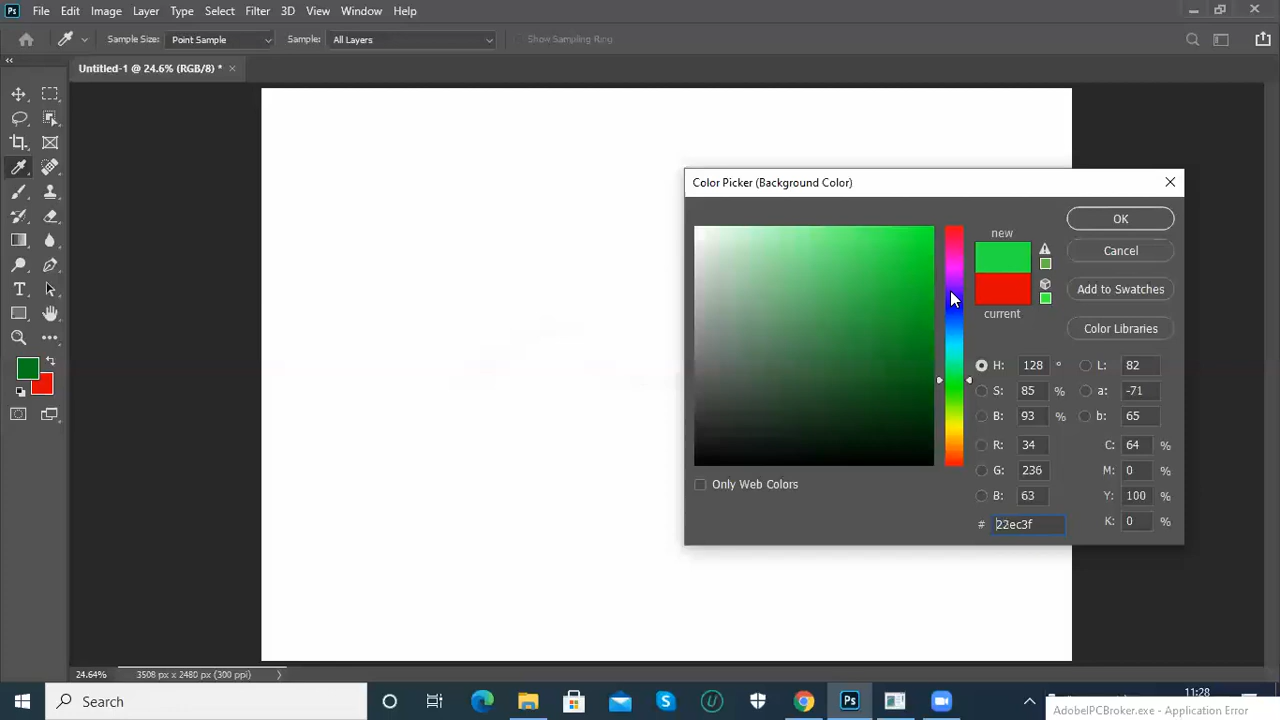 Ps File Edit Image Layer Type Select Filter 3D View Window Help
Sample Size: Point Sample Sample: All Layers Show Sampling Ring
Untitled-1 @ 24.6% (RGB/8) *
Color Picker (Background Color)
OK
new
Cancel
Add to Swatches
current
Color Libraries
H: 128 ° L: 82
S: 85 % a: -71
B: 93 % b: 65
R: 34 C: 64 %
G: 236 M: 0 %
Only Web Colors
B: 63 Y: 100 %
# 22ec3f K: 0 %
24.64% 3508 px x 2480 px (300 ppi)
Search
Ps
11:28
AdobeIPCBroker.exe - Application Error